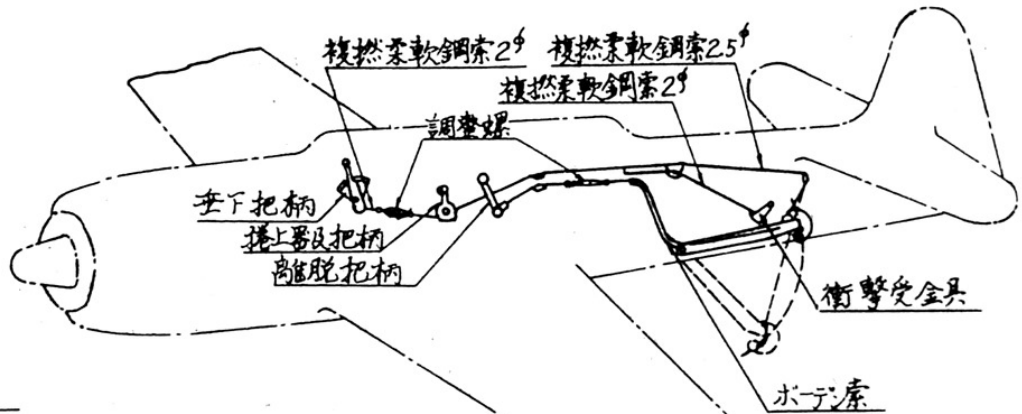 複撚柔軟鋼索2φ
複撚柔軟鋼索2.5φ
複撚柔軟鋼索2φ
調整螺
垂下把柄
捲上器及把柄
離脱把柄
衝撃受金具
ボーデン索